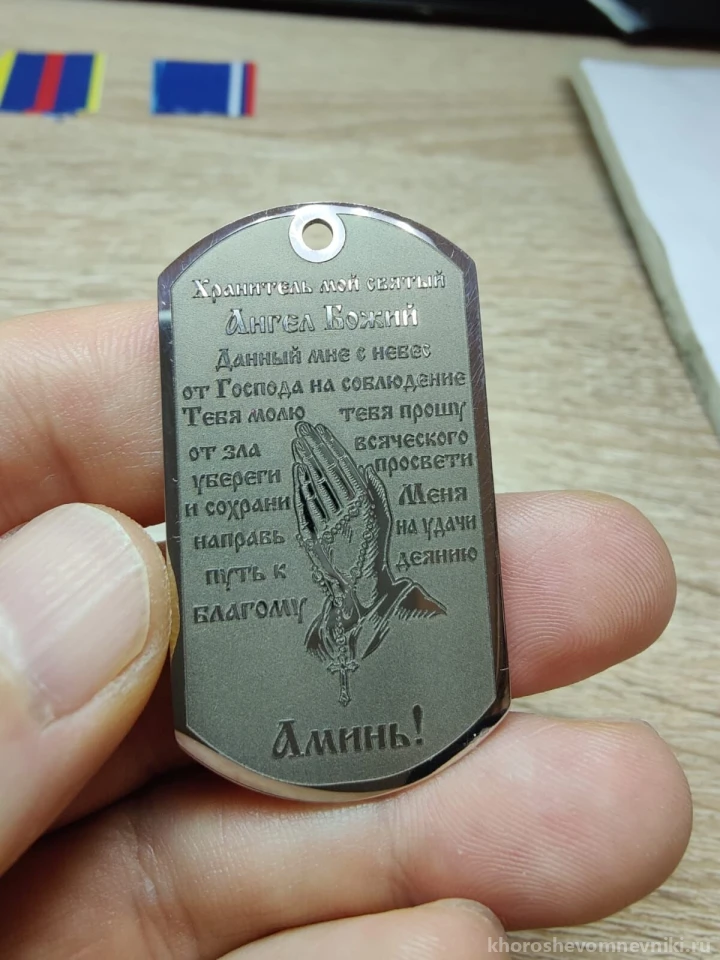 Хранитель мой святый
Ангел Божий
Данный мне с невес
от Господа на соблюдение
Тебя молю тебя прошу
от зла всяческого
убереги просвети
и сохрани Меня
направь на удачи
путь к деянию
благому
Аминь!
khoroshevomnevniki.ru